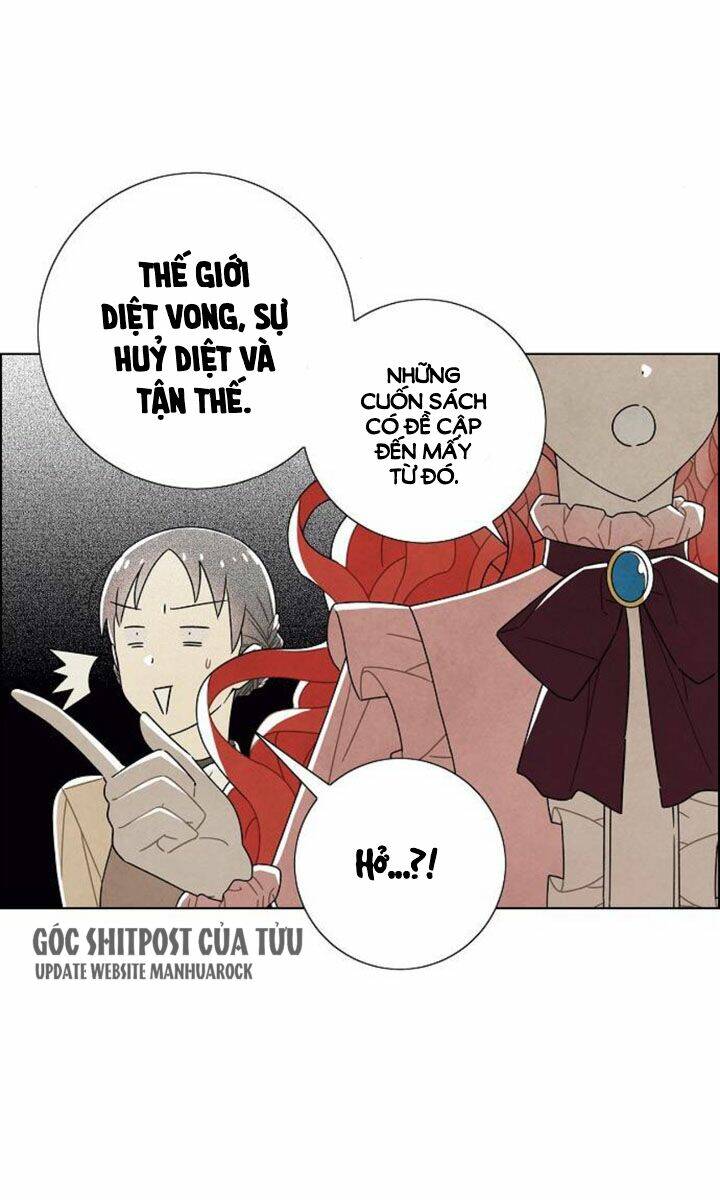 THẾ GIỚI
DIỆT VONG, SỰ
HUỶ DIỆT VÀ
TẬN THẾ.
NHỮNG
CUỐN SÁCH
CÓ ĐỀ CẬP
ĐẾN MẤY
TỪ ĐÓ.
HỞ...?!
GÓC SHITPOST CỦA TỬU
UPDATE WEBSITE MANHUAROCK